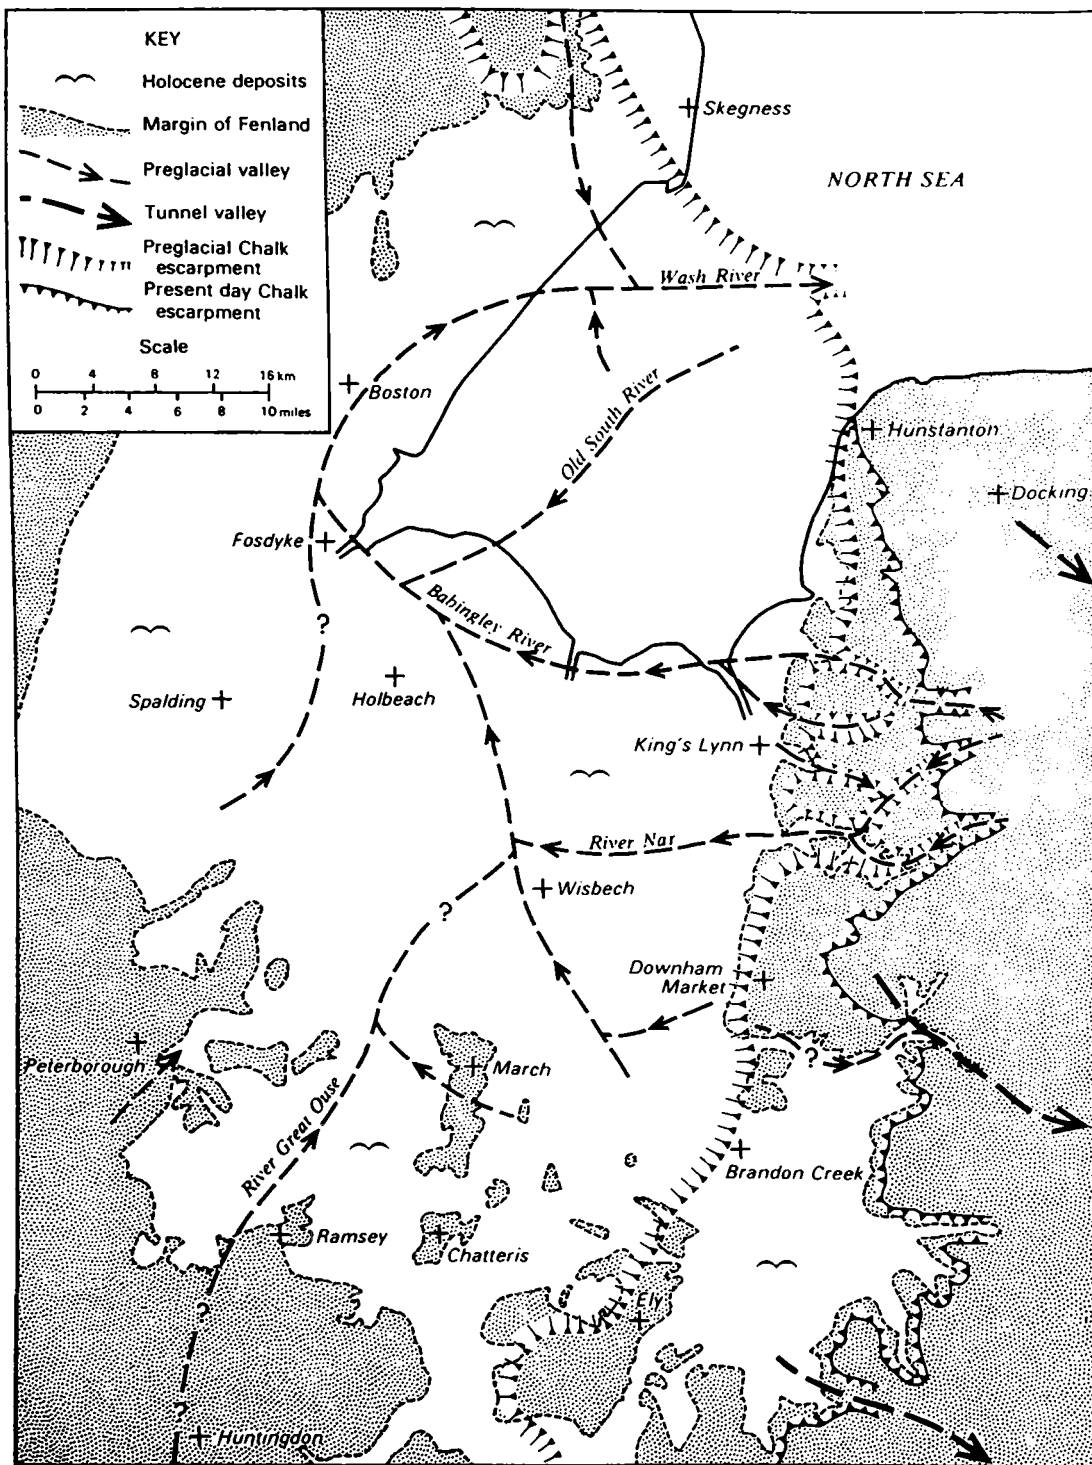 KEY
Holocene deposits
Margin of Fenland
Preglacial valley
Tunnel valley
Preglacial Chalk
escarpment
Present day Chalk
escarpment
Scale
0 4 8 12 16 km
0 2 4 6 8 10 miles
Skegness
NORTH SEA
Wash River
Boston
Old South River
Hunstanton
Docking
Fosdyke
Babingley River
?
Spalding
Holbeach
King's Lynn
River Nar
Wisbech
?
Downham
Market
?
Peterborough
March
River Great Ouse
Brandon Creek
Ramsey
Chatteris
Ely
?
?
Huntingdon